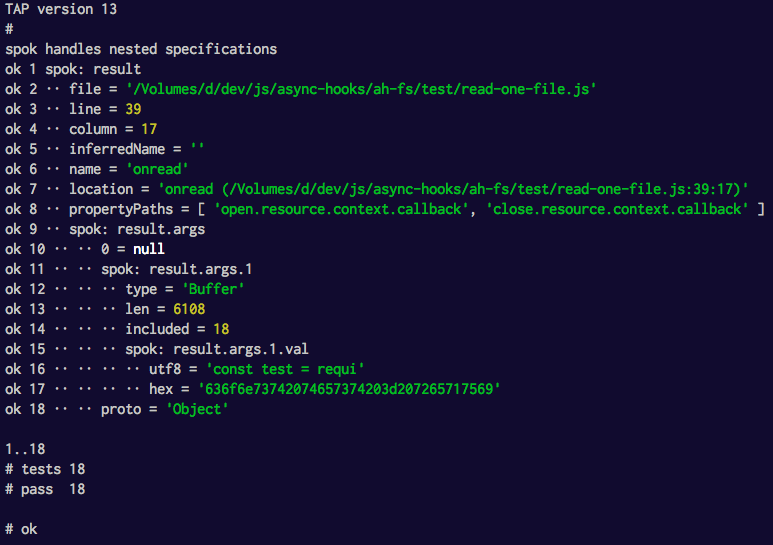 TAP version 13
#
spok handles nested specifications
ok 1 spok: result
ok 2 ·· file = '/Volumes/d/dev/js/async-hooks/ah-fs/test/read-one-file.js'
ok 3 ·· line = 39
ok 4 ·· column = 17
ok 5 ·· inferredName = ''
ok 6 ·· name = 'onread'
ok 7 ·· location = 'onread (/Volumes/d/dev/js/async-hooks/ah-fs/test/read-one-file.js:39:17)'
ok 8 ·· propertyPaths = [ 'open.resource.context.callback', 'close.resource.context.callback' ]
ok 9 ·· spok: result.args
ok 10 ·· ·· 0 = null
ok 11 ·· ·· spok: result.args.1
ok 12 ·· ·· ·· type = 'Buffer'
ok 13 ·· ·· ·· len = 6108
ok 14 ·· ·· ·· included = 18
ok 15 ·· ·· ·· spok: result.args.1.val
ok 16 ·· ·· ·· ·· utf8 = 'const test = requi'
ok 17 ·· ·· ·· ·· hex = '636f6e73742074657374203d207265717569'
ok 18 ·· ·· proto = 'Object'
1..18
# tests 18
# pass  18
# ok